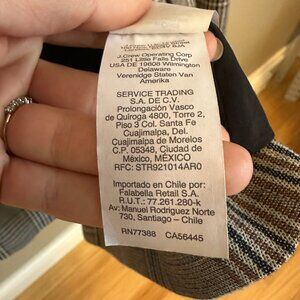 J.Crew Operating Corp
251 Little Falls Drive
USA DE 19808 Wilmington
Delaware
Verenidge Staten Van
Amerika
SERVICE TRADING
S.A. DE C.V.
Prolongación Vasco
de Quiroga 4800, Torre 2,
Piso 3 Col. Santa Fe
Cuajimalpa, Del.
Cuajimalpa de Morelos
C.P. 05348, Ciudad de
México, MÉXICO
RFC: STR921014AR0
Importado en Chile por:
Falabella Retail S.A.
R.U.T.: 77.261.280-k
Av: Manuel Rodriguez Norte
730, Santiago - Chile
RN77388 CA56445